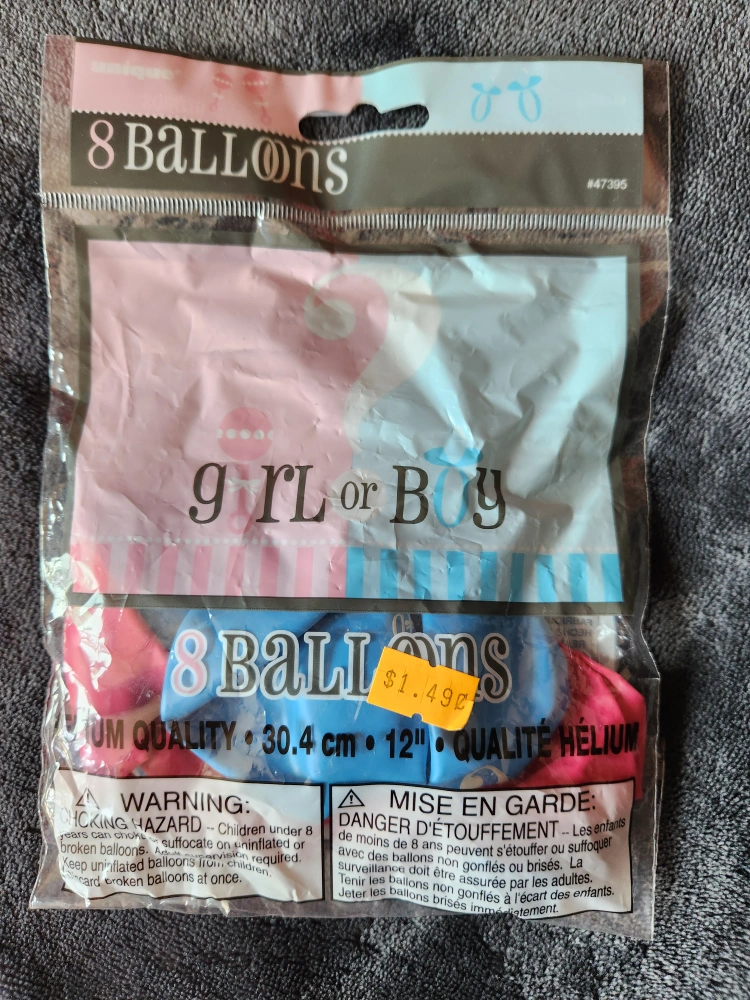 8 BaLLOOnS
#47395
girL or BOy
8 BaLLOOnS
$1.49¢
QUALITY • 30.4 cm • 12" • QUALITÉ HÉLIUM
WARNING:
CHOKING HAZARD -- Children under 8
years can choke suffocate on uninflated or
broken balloons. Adult supervision required.
Keep uninflated balloons from children.
Discard broken balloons at once.
MISE EN GARDE:
DANGER D'ÉTOUFFEMENT -- Les enfants
de moins de 8 ans peuvent s'étouffer ou suffoquer
avec des ballons non gonflés ou brisés. La
surveillance doit être assurée par les adultes.
Tenir les ballons non gonflés à l'écart des enfants.
Jeter les ballons brisés immédiatement.